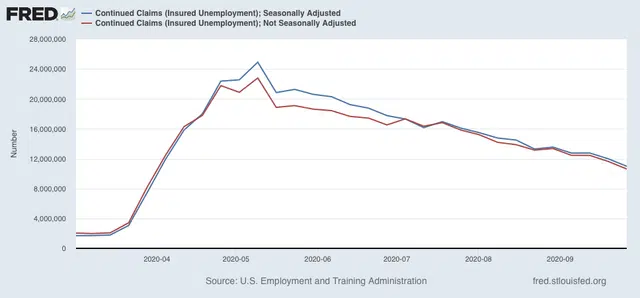 FRED
Continued Claims (Insured Unemployment); Seasonally Adjusted
Continued Claims (Insured Unemployment); Not Seasonally Adjusted
28,000,000
24,000,000
20,000,000
16,000,000
12,000,000
8,000,000
4,000,000
0
Number
2020-04 2020-05 2020-06 2020-07 2020-08 2020-09
Source: U.S. Employment and Training Administration fred.stlouisfed.org